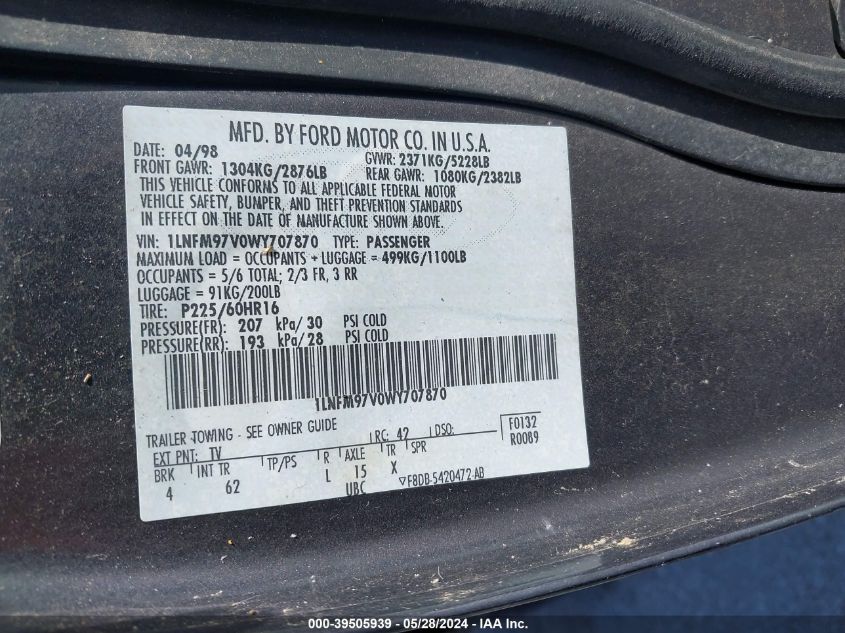 MFD. BY FORD MOTOR CO. IN U.S.A.
DATE: 04/98 GVWR: 2371KG/5228LB
FRONT GAWR: 1304KG/2876LB REAR GAWR: 1080KG/2382LB
THIS VEHICLE CONFORMS TO ALL APPLICABLE FEDERAL MOTOR
VEHICLE SAFETY, BUMPER, AND THEFT PREVENTION STANDARDS
IN EFFECT ON THE DATE OF MANUFACTURE SHOWN ABOVE.
VIN: 1LNFM97V0WY707870 TYPE: PASSENGER
MAXIMUM LOAD = OCCUPANTS + LUGGAGE = 499KG/1100LB
OCCUPANTS = 5/6 TOTAL; 2/3 FR, 3 RR
LUGGAGE = 91KG/200LB
TIRE: P225/60HR16
PRESSURE(FR): 207 kPa/30 PSI COLD
PRESSURE(RR): 193 kPa/28 PSI COLD
1LNFM97V0WY707870
TRAILER TOWING - SEE OWNER GUIDE
EXT PNT: TV RC: 42 DSO: F0132
R0089
BRK INT TR TP/PS R AXLE TR SPR
4 62 L 15 X
UBC ▽F8DB-5420472-AB
000-39505939 - 05/28/2024 - IAA Inc.